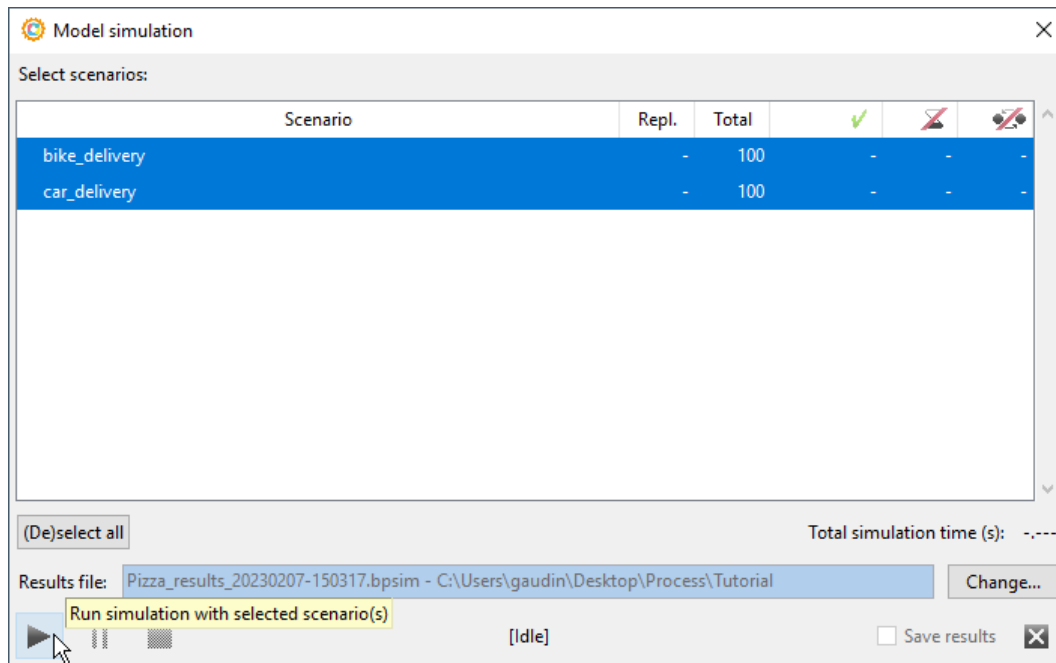 Model simulation
Select scenarios:
Scenario Repl. Total
bike_delivery - 100 - - -
car_delivery - 100 - - -
(De)select all Total simulation time (s): -.---
Results file: Pizza_results_20230207-150317.bpsim - C:\Users\gaudin\Desktop\Process\Tutorial Change...
Run simulation with selected scenario(s)
[Idle] Save results